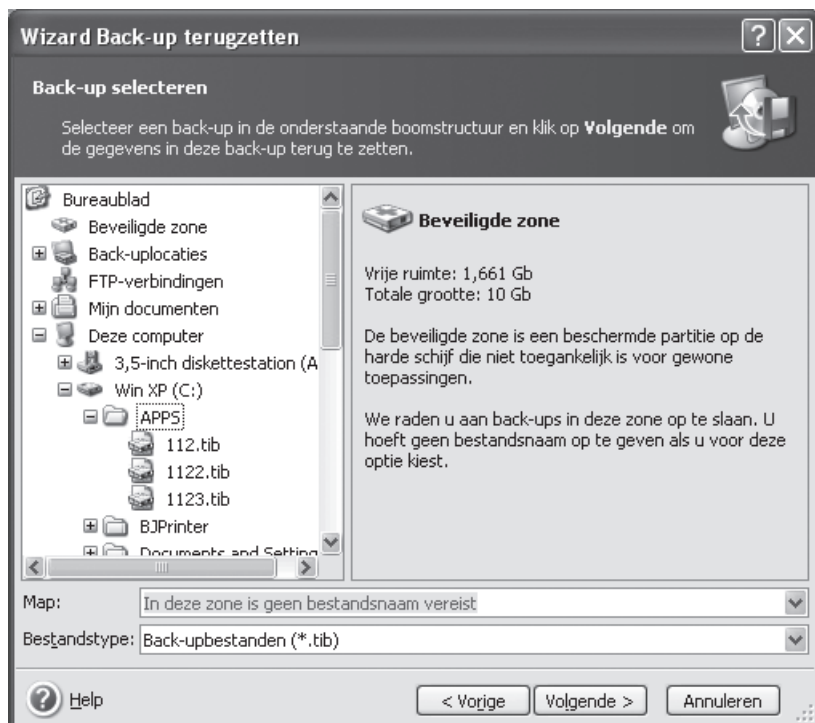 Wizard Back-up terugzetten
Back-up selecteren
Selecteer een back-up in de onderstaande boomstructuur en klik op Volgende om
de gegevens in deze back-up terug te zetten.
Bureaublad
Beveiligde zone
Back-uplocaties
FTP-verbindingen
Mijn documenten
Deze computer
3,5-inch diskettestation (A
Win XP (C:)
APPS
112.tib
1122.tib
1123.tib
BJPrinter
Documents and Setting
Beveiligde zone
Vrije ruimte: 1,661 Gb
Totale grootte: 10 Gb
De beveiligde zone is een beschermde partitie op de
harde schijf die niet toegankelijk is voor gewone
toepassingen.
We raden u aan back-ups in deze zone op te slaan. U
hoeft geen bestandsnaam op te geven als u voor deze
optie kiest.
Map: In deze zone is geen bestandsnaam vereist
Bestandstype: Back-upbestanden (*.tib)
Help
< Vorige
Volgende >
Annuleren